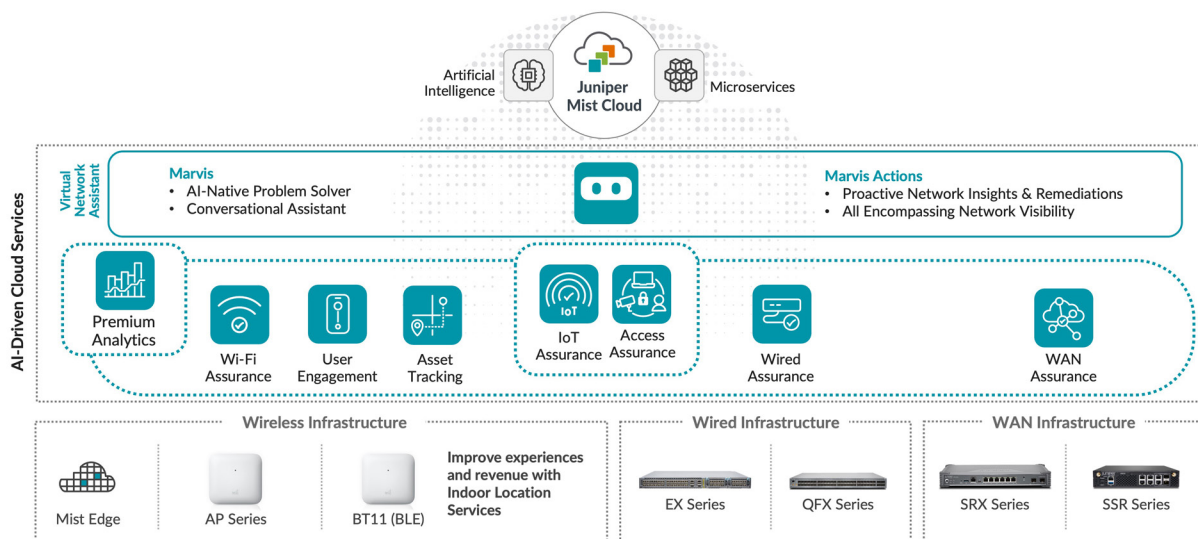 Artificial
Intelligence
Juniper
Mist Cloud
Microservices
AI-Driven Cloud Services
Virtual
Network
Assistant
Marvis
• AI-Native Problem Solver
• Conversational Assistant
Marvis Actions
• Proactive Network Insights & Remediations
• All Encompassing Network Visibility
Premium
Analytics
Wi-Fi
Assurance
User
Engagement
Asset
Tracking
IoT
IoT
Assurance
Access
Assurance
Wired
Assurance
WAN
Assurance
Wireless Infrastructure
Mist Edge
AP Series
BT11 (BLE)
Improve experiences
and revenue with
Indoor Location
Services
Wired Infrastructure
EX Series
QFX Series
WAN Infrastructure
SRX Series
SSR Series